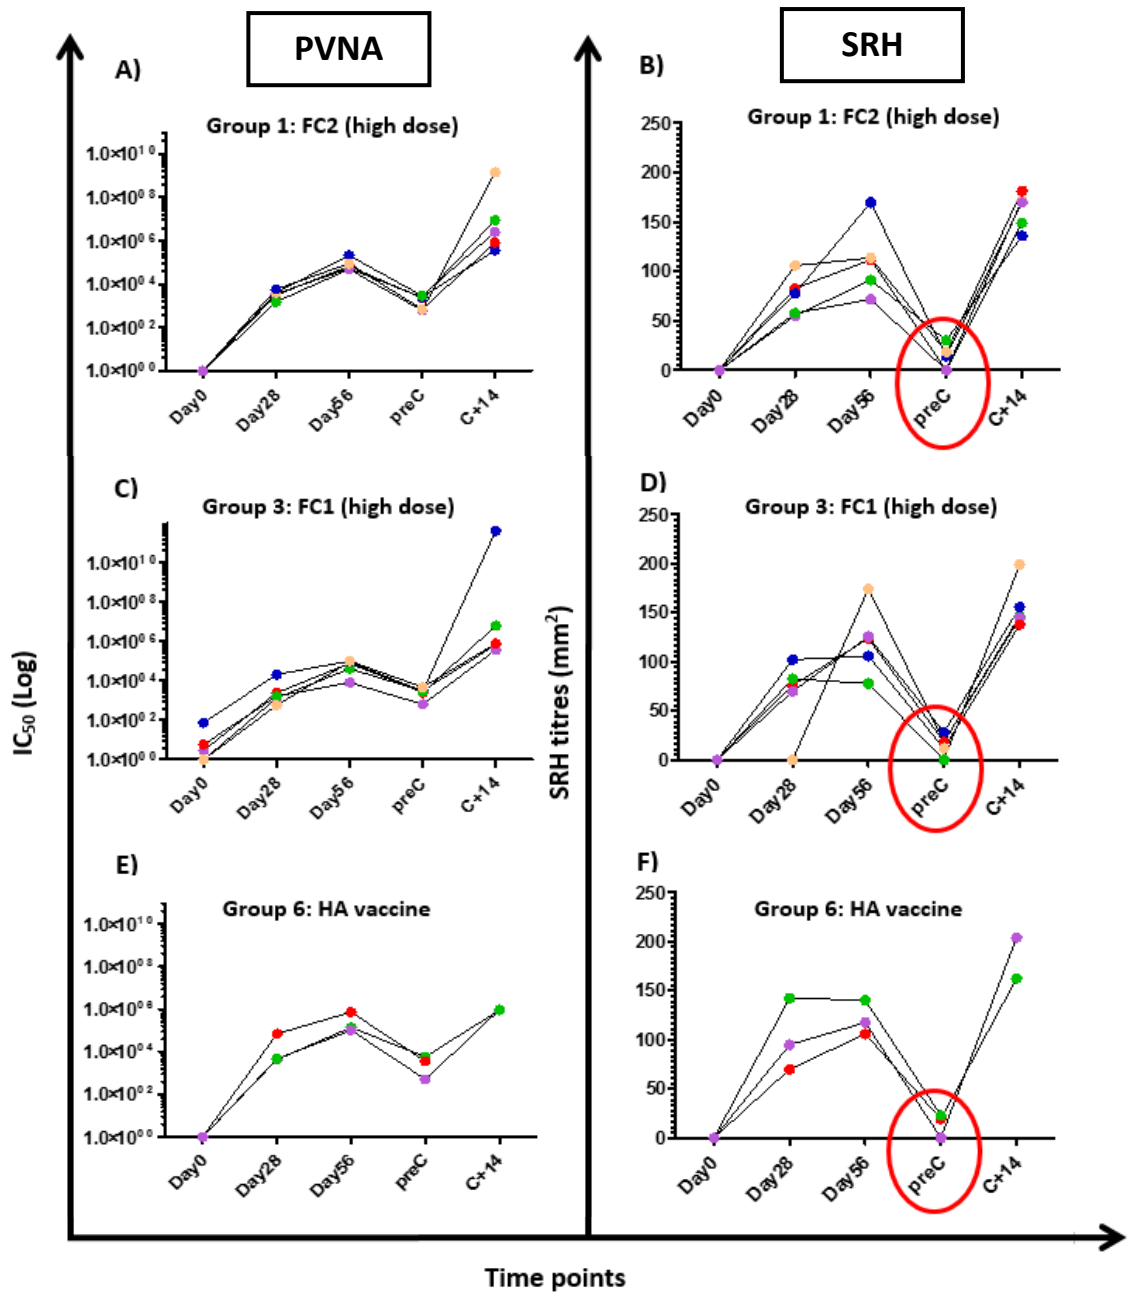 PVNA
SRH
A)
Group 1: FC2 (high dose)
1.0×10¹⁰
1.0×10⁰⁸
1.0×10⁰⁶
1.0×10⁰⁴
1.0×10⁰²
1.0×10⁰⁰
Day0 Day28 Day56 preC C+14
B)
Group 1: FC2 (high dose)
250
200
150
100
50
0
Day0 Day28 Day56 preC C+14
C)
Group 3: FC1 (high dose)
1.0×10¹⁰
1.0×10⁰⁸
1.0×10⁰⁶
1.0×10⁰⁴
1.0×10⁰²
1.0×10⁰⁰
Day0 Day28 Day56 preC C+14
D)
Group 3: FC1 (high dose)
250
200
150
100
50
0
Day0 Day28 Day56 preC C+14
E)
Group 6: HA vaccine
1.0×10¹⁰
1.0×10⁰⁸
1.0×10⁰⁶
1.0×10⁰⁴
1.0×10⁰²
1.0×10⁰⁰
Day0 Day28 Day56 preC C+14
F)
Group 6: HA vaccine
250
200
150
100
50
0
Day0 Day28 Day56 preC C+14
IC₅₀ (Log)
SRH titres (mm²)
Time points